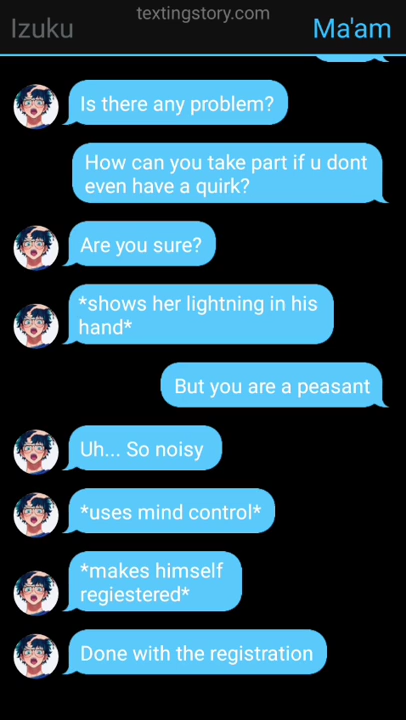 textingstory.com
Izuku
Ma'am
Is there any problem?
How can you take part if u dont
even have a quirk?
Are you sure?
*shows her lightning in his
hand*
But you are a peasant
Uh... So noisy
*uses mind control*
*makes himself
regiestered*
Done with the registration